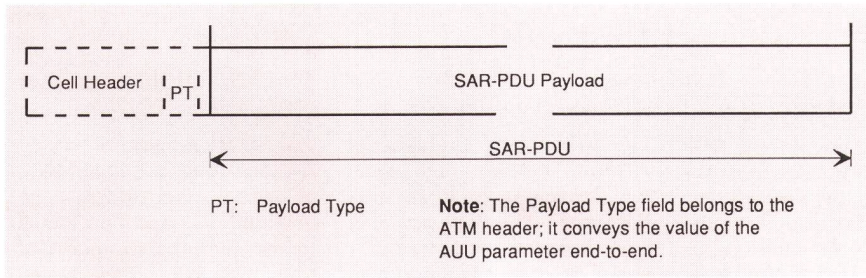 Cell Header
PT
SAR-PDU Payload
SAR-PDU
PT: Payload Type
Note: The Payload Type field belongs to the
ATM header; it conveys the value of the
AUU parameter end-to-end.